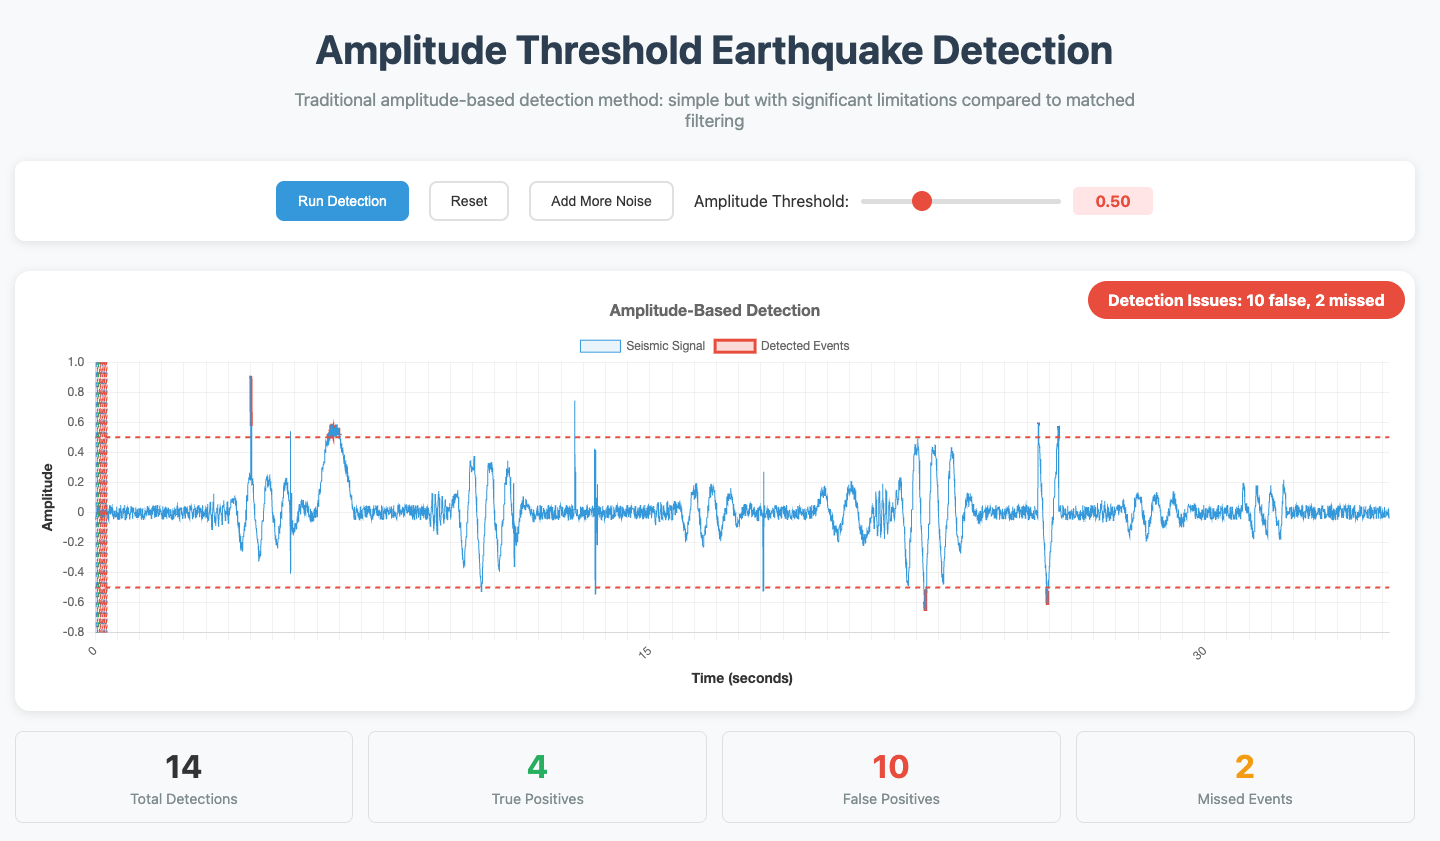 Amplitude Threshold Earthquake Detection
Traditional amplitude-based detection method: simple but with significant limitations compared to matched
filtering
Run Detection
Reset
Add More Noise
Amplitude Threshold:
0.50
Detection Issues: 10 false, 2 missed
Amplitude-Based Detection
Seismic Signal
Detected Events
1.0
0.8
0.6
0.4
0.2
0
-0.2
-0.4
-0.6
-0.8
Amplitude
0
15
30
Time (seconds)
14
Total Detections
4
True Positives
10
False Positives
2
Missed Events